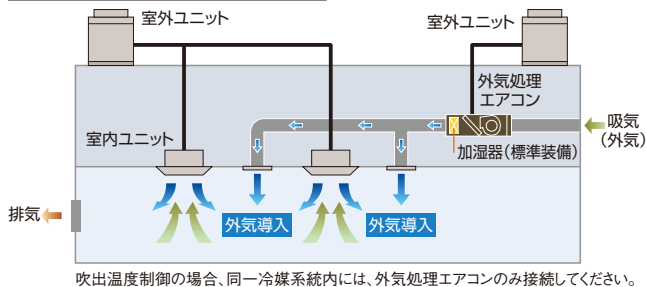 室外ユニット
室外ユニット
外気処理
エアコン
吸気
(外気)
室内ユニット
加湿器(標準装備)
排気
外気導入
外気導入
吹出温度制御の場合、同一冷媒系統内には、外気処理エアコンのみ接続してください。